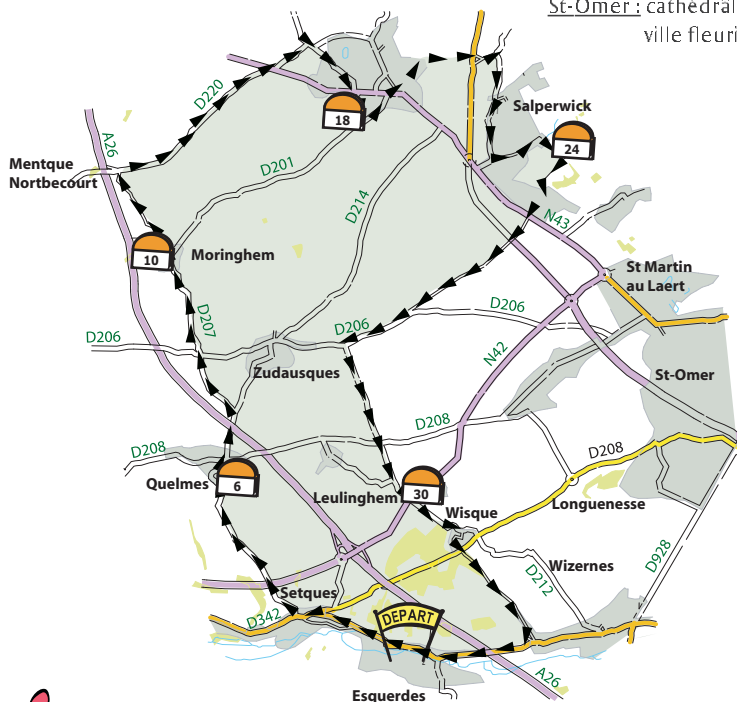 St-Omer : cathédral
ville fleuri
D220
18
Salperwick
24
A26
Mentque
Nortbecourt
D201
D214
N43
10
Moringhem
St Martin
au Laert
D207
D206
D206
D206
N42
Zudausques
St-Omer
D208
D208
D208
Quelmes
6
Leulinghem
30
Wisque
Longuenesse
Wizernes
D212
D928
Setques
D342
DEPART
A26
Esquerdes